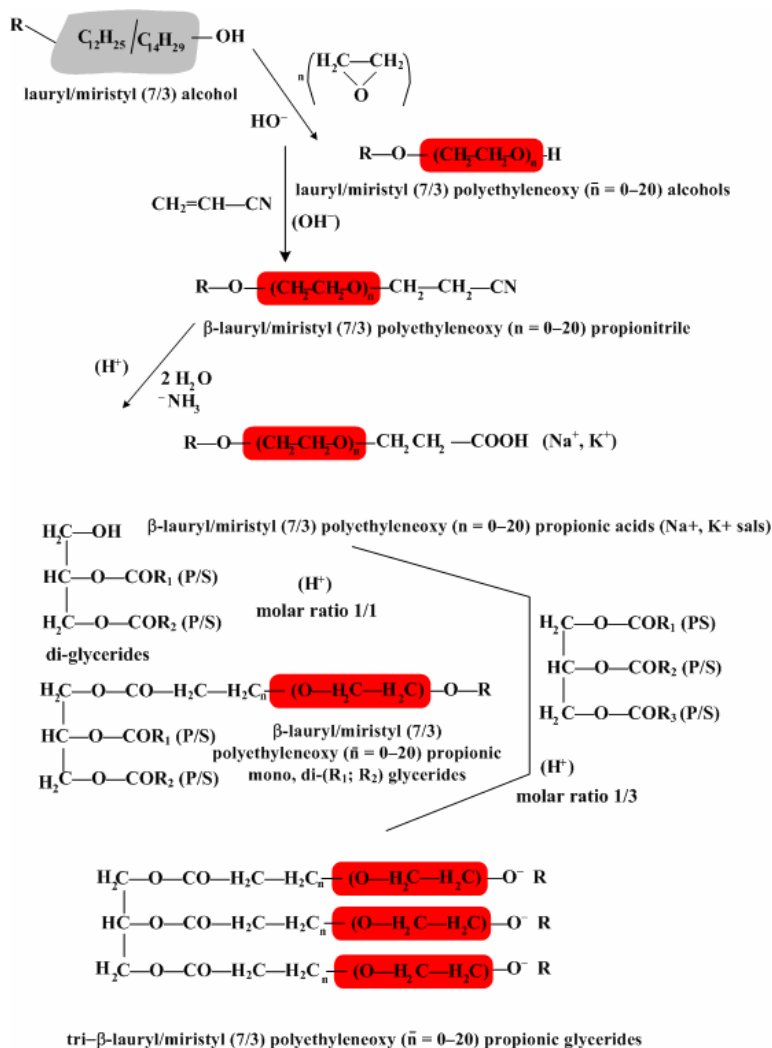 R
C₁₂H₂₅/C₁₄H₂₉—OH
lauryl/miristyl (7/3) alcohol
n(H₂C—CH₂
O)
HO⁻
R—O—(CH₂-CH₂O)ₙ-H
lauryl/miristyl (7/3) polyethyleneoxy (n̄ = 0–20) alcohols
CH₂=CH—CN
(OH⁻)
R—O—(CH₂-CH₂O)ₙ—CH₂—CH₂—CN
β-lauryl/miristyl (7/3) polyethyleneoxy (n = 0–20) propionitrile
(H⁺)
2 H₂O
⁻NH₃
R—O—(CH₂-CH₂O)ₙ—CH₂CH₂—COOH (Na⁺, K⁺)
β-lauryl/miristyl (7/3) polyethyleneoxy (n = 0–20) propionic acids (Na+, K+ sals)
H₂C—OH
HC—O—COR₁ (P/S)
H₂C—O—COR₂ (P/S)
di-glycerides
(H⁺)
molar ratio 1/1
H₂C—O—COR₁ (PS)
HC—O—COR₂ (P/S)
H₂C—O—COR₃ (P/S)
H₂C—O—CO—H₂C—H₂Cₙ—(O—H₂C—H₂C)—O—R
HC—O—COR₁ (P/S)
H₂C—O—COR₂ (P/S)
β-lauryl/miristyl (7/3)
polyethyleneoxy (n̄ = 0–20) propionic
mono, di-(R₁; R₂) glycerides
(H⁺)
molar ratio 1/3
H₂C—O—CO—H₂C—H₂Cₙ—(O—H₂C—H₂C)—O⁻ R
HC—O—CO—H₂C—H₂Cₙ—(O—H₂C—H₂C)—O⁻ R
H₂C—O—CO—H₂C—H₂Cₙ—(O—H₂C—H₂C)—O⁻ R
tri–β-lauryl/miristyl (7/3) polyethyleneoxy (n̄ = 0–20) propionic glycerides